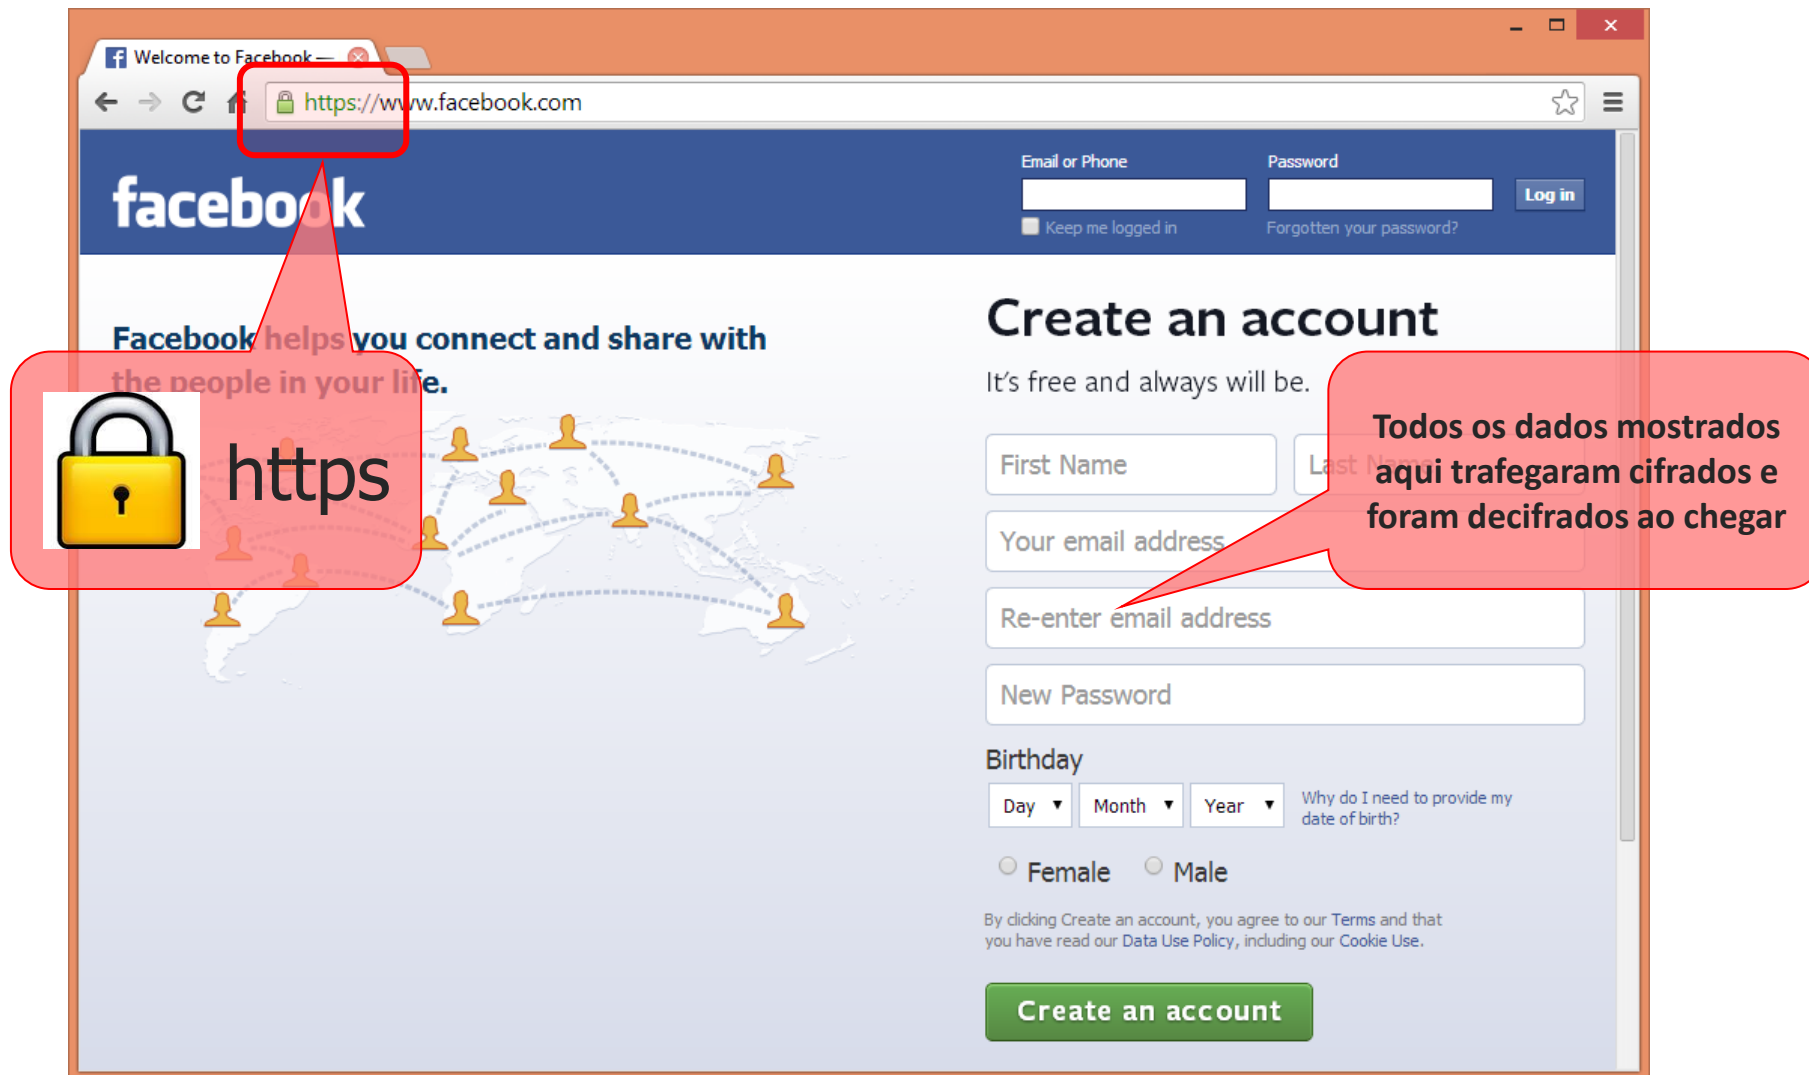 Welcome to Facebook —
https://www.facebook.com
facebook
Email or Phone
Password
Log in
Keep me logged in
Forgotten your password?
Facebook helps you connect and share with
the people in your life.
https
Create an account
It's free and always will be.
Todos os dados mostrados
aqui trafegaram cifrados e
foram decifrados ao chegar
First Name
Last Name
Your email address
Re-enter email address
New Password
Birthday
Day
Month
Year
Why do I need to provide my
date of birth?
Female
Male
By clicking Create an account, you agree to our Terms and that
you have read our Data Use Policy, including our Cookie Use.
Create an account